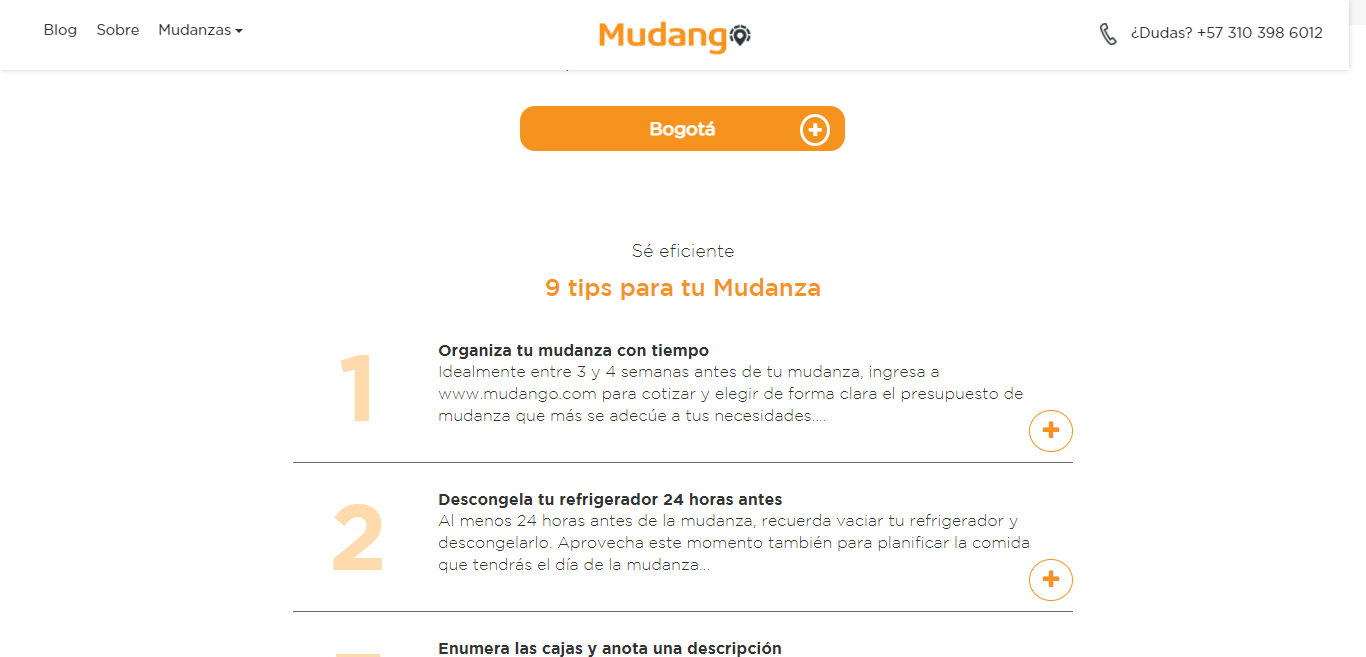 Blog Sobre Mudanzas
Mudango
¿Dudas? +57 310 398 6012
Bogotá
Sé eficiente
9 tips para tu Mudanza
1
Organiza tu mudanza con tiempo
Idealmente entre 3 y 4 semanas antes de tu mudanza, ingresa a
www.mudango.com para cotizar y elegir de forma clara el presupuesto de
mudanza que más se adecúe a tus necesidades....
2
Descongela tu refrigerador 24 horas antes
Al menos 24 horas antes de la mudanza, recuerda vaciar tu refrigerador y
descongelarlo. Aprovecha este momento también para planificar la comida
que tendrás el día de la mudanza...
Enumera las cajas y anota una descripción